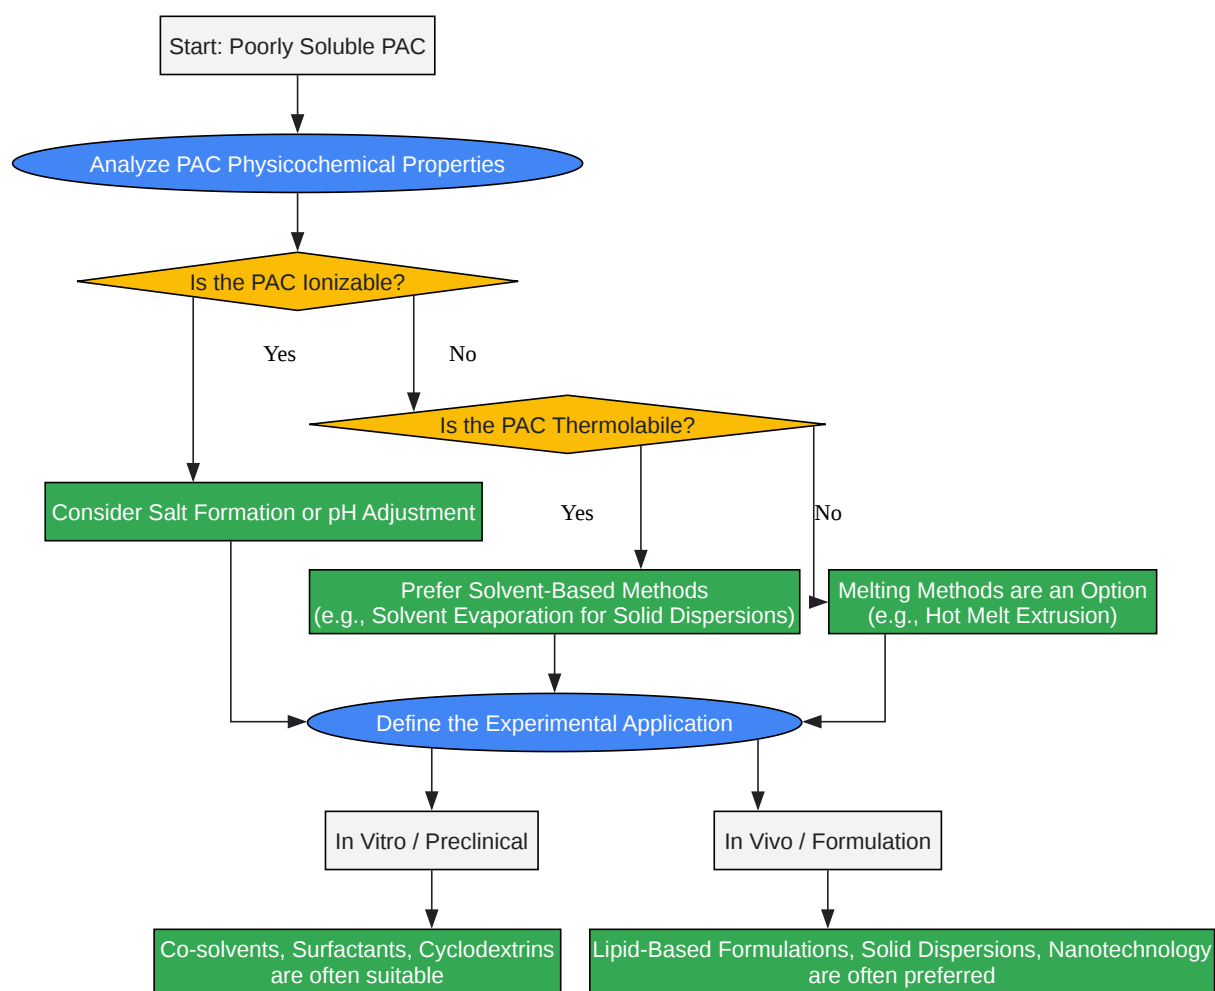 Start: Poorly Soluble PAC
Analyze PAC Physicochemical Properties
Is the PAC Ionizable?
Yes
No
Is the PAC Thermolabile?
Consider Salt Formation or pH Adjustment
Yes
No
Prefer Solvent-Based Methods
(e.g., Solvent Evaporation for Solid Dispersions)
Melting Methods are an Option
(e.g., Hot Melt Extrusion)
Define the Experimental Application
In Vitro / Preclinical
In Vivo / Formulation
Co-solvents, Surfactants, Cyclodextrins
are often suitable
Lipid-Based Formulations, Solid Dispersions, Nanotechnology
are often preferred